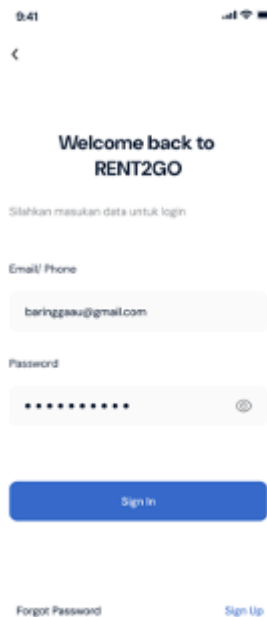 9:41
Welcome back to
RENT2GO
Silahkan masukan data untuk login
Email/ Phone
baringgaau@gmail.com
Password
Sign In
Forgot Password
Sign Up